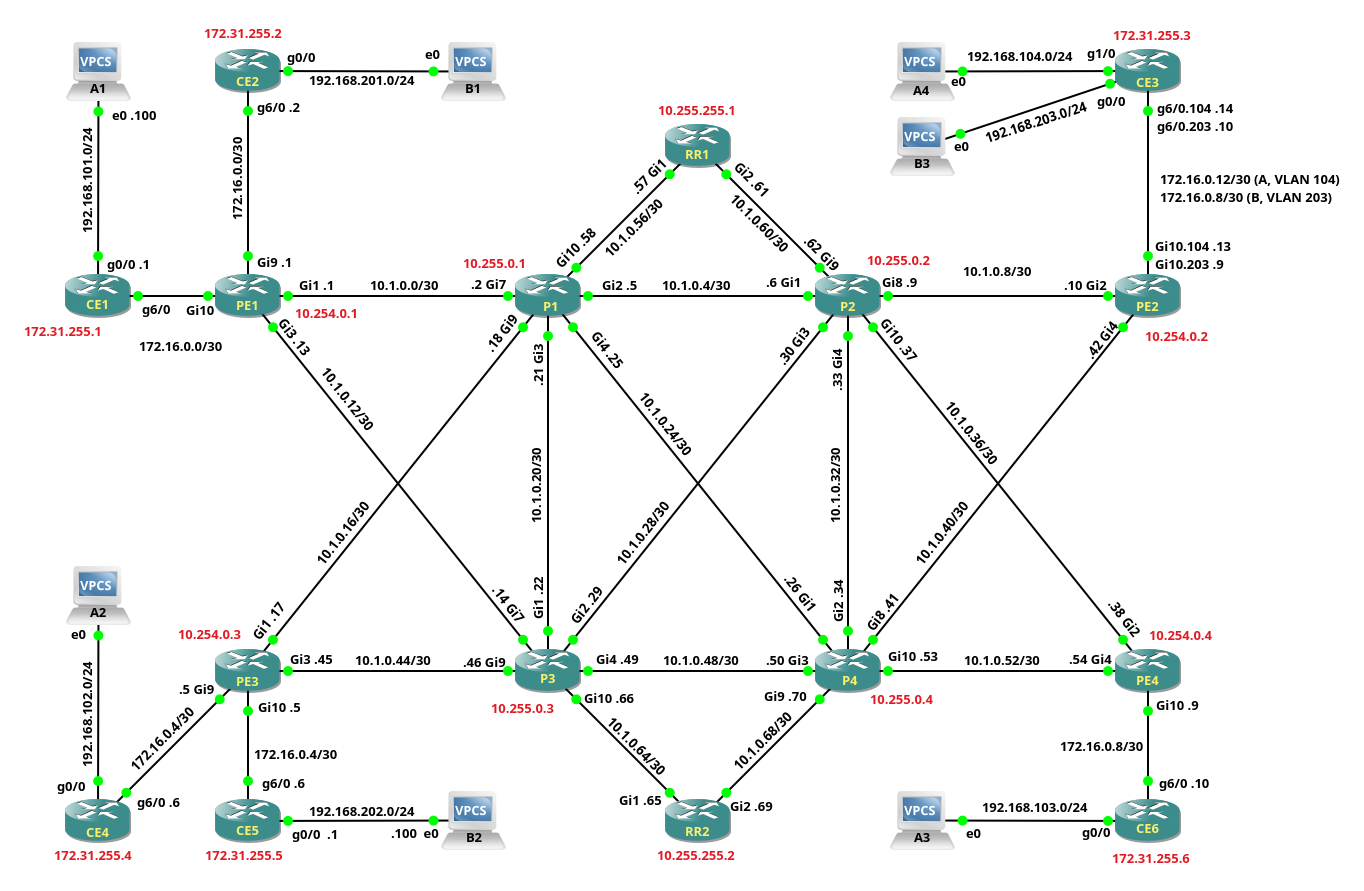 172.31.255.2
VPCS
A1
CE2
g0/0
192.168.201.0/24
e0
VPCS
B1
e0 .100
g6/0 .2
192.168.101.0/24
172.16.0.0/30
g0/0 .1
Gi9 .1
CE1
g6/0
Gi10
PE1
172.31.255.1
172.16.0.0/30
10.254.0.1
Gi1 .1
10.1.0.0/30
.2 Gi7
10.255.0.1
P1
Gi3 .13
10.1.0.12/30
.14 Gi7
10.255.255.1
RR1
.57 Gi1
10.1.0.56/30
Gi10 .58
Gi2 .61
10.1.0.60/30
.62 Gi9
Gi2 .5
10.1.0.4/30
.6 Gi1
10.255.0.2
P2
Gi8 .9
10.1.0.8/30
.10 Gi2
PE2
10.254.0.2
VPCS
A4
e0
192.168.104.0/24
g1/0
172.31.255.3
CE3
VPCS
B3
e0
192.168.203.0/24
g0/0
g6/0.104 .14
g6/0.203 .10
172.16.0.12/30 (A, VLAN 104)
172.16.0.8/30 (B, VLAN 203)
Gi10.104 .13
Gi10.203 .9
.18 Gi9
10.1.0.16/30
Gi1 .17
.21 Gi3
10.1.0.20/30
Gi1 .22
Gi4 .25
10.1.0.24/30
.26 Gi1
.30 Gi3
10.1.0.28/30
Gi2 .29
.33 Gi4
10.1.0.32/30
Gi2 .34
Gi10 .37
10.1.0.36/30
.38 Gi2
.42 Gi4
10.1.0.40/30
Gi8 .41
VPCS
A2
e0
192.168.102.0/24
g0/0
10.254.0.3
PE3
Gi3 .45
10.1.0.44/30
.46 Gi9
P3
10.255.0.3
Gi4 .49
10.1.0.48/30
.50 Gi3
P4
10.255.0.4
Gi10 .53
10.1.0.52/30
.54 Gi4
10.254.0.4
PE4
.5 Gi9
172.16.0.4/30
g6/0 .6
CE4
172.31.255.4
Gi10 .5
172.16.0.4/30
g6/0 .6
CE5
172.31.255.5
192.168.202.0/24
g0/0 .1
.100 e0
VPCS
B2
Gi10 .66
10.1.0.64/30
Gi1 .65
Gi9 .70
10.1.0.68/30
Gi2 .69
RR2
10.255.255.2
Gi10 .9
172.16.0.8/30
g6/0 .10
VPCS
A3
e0
192.168.103.0/24
g0/0
CE6
172.31.255.6